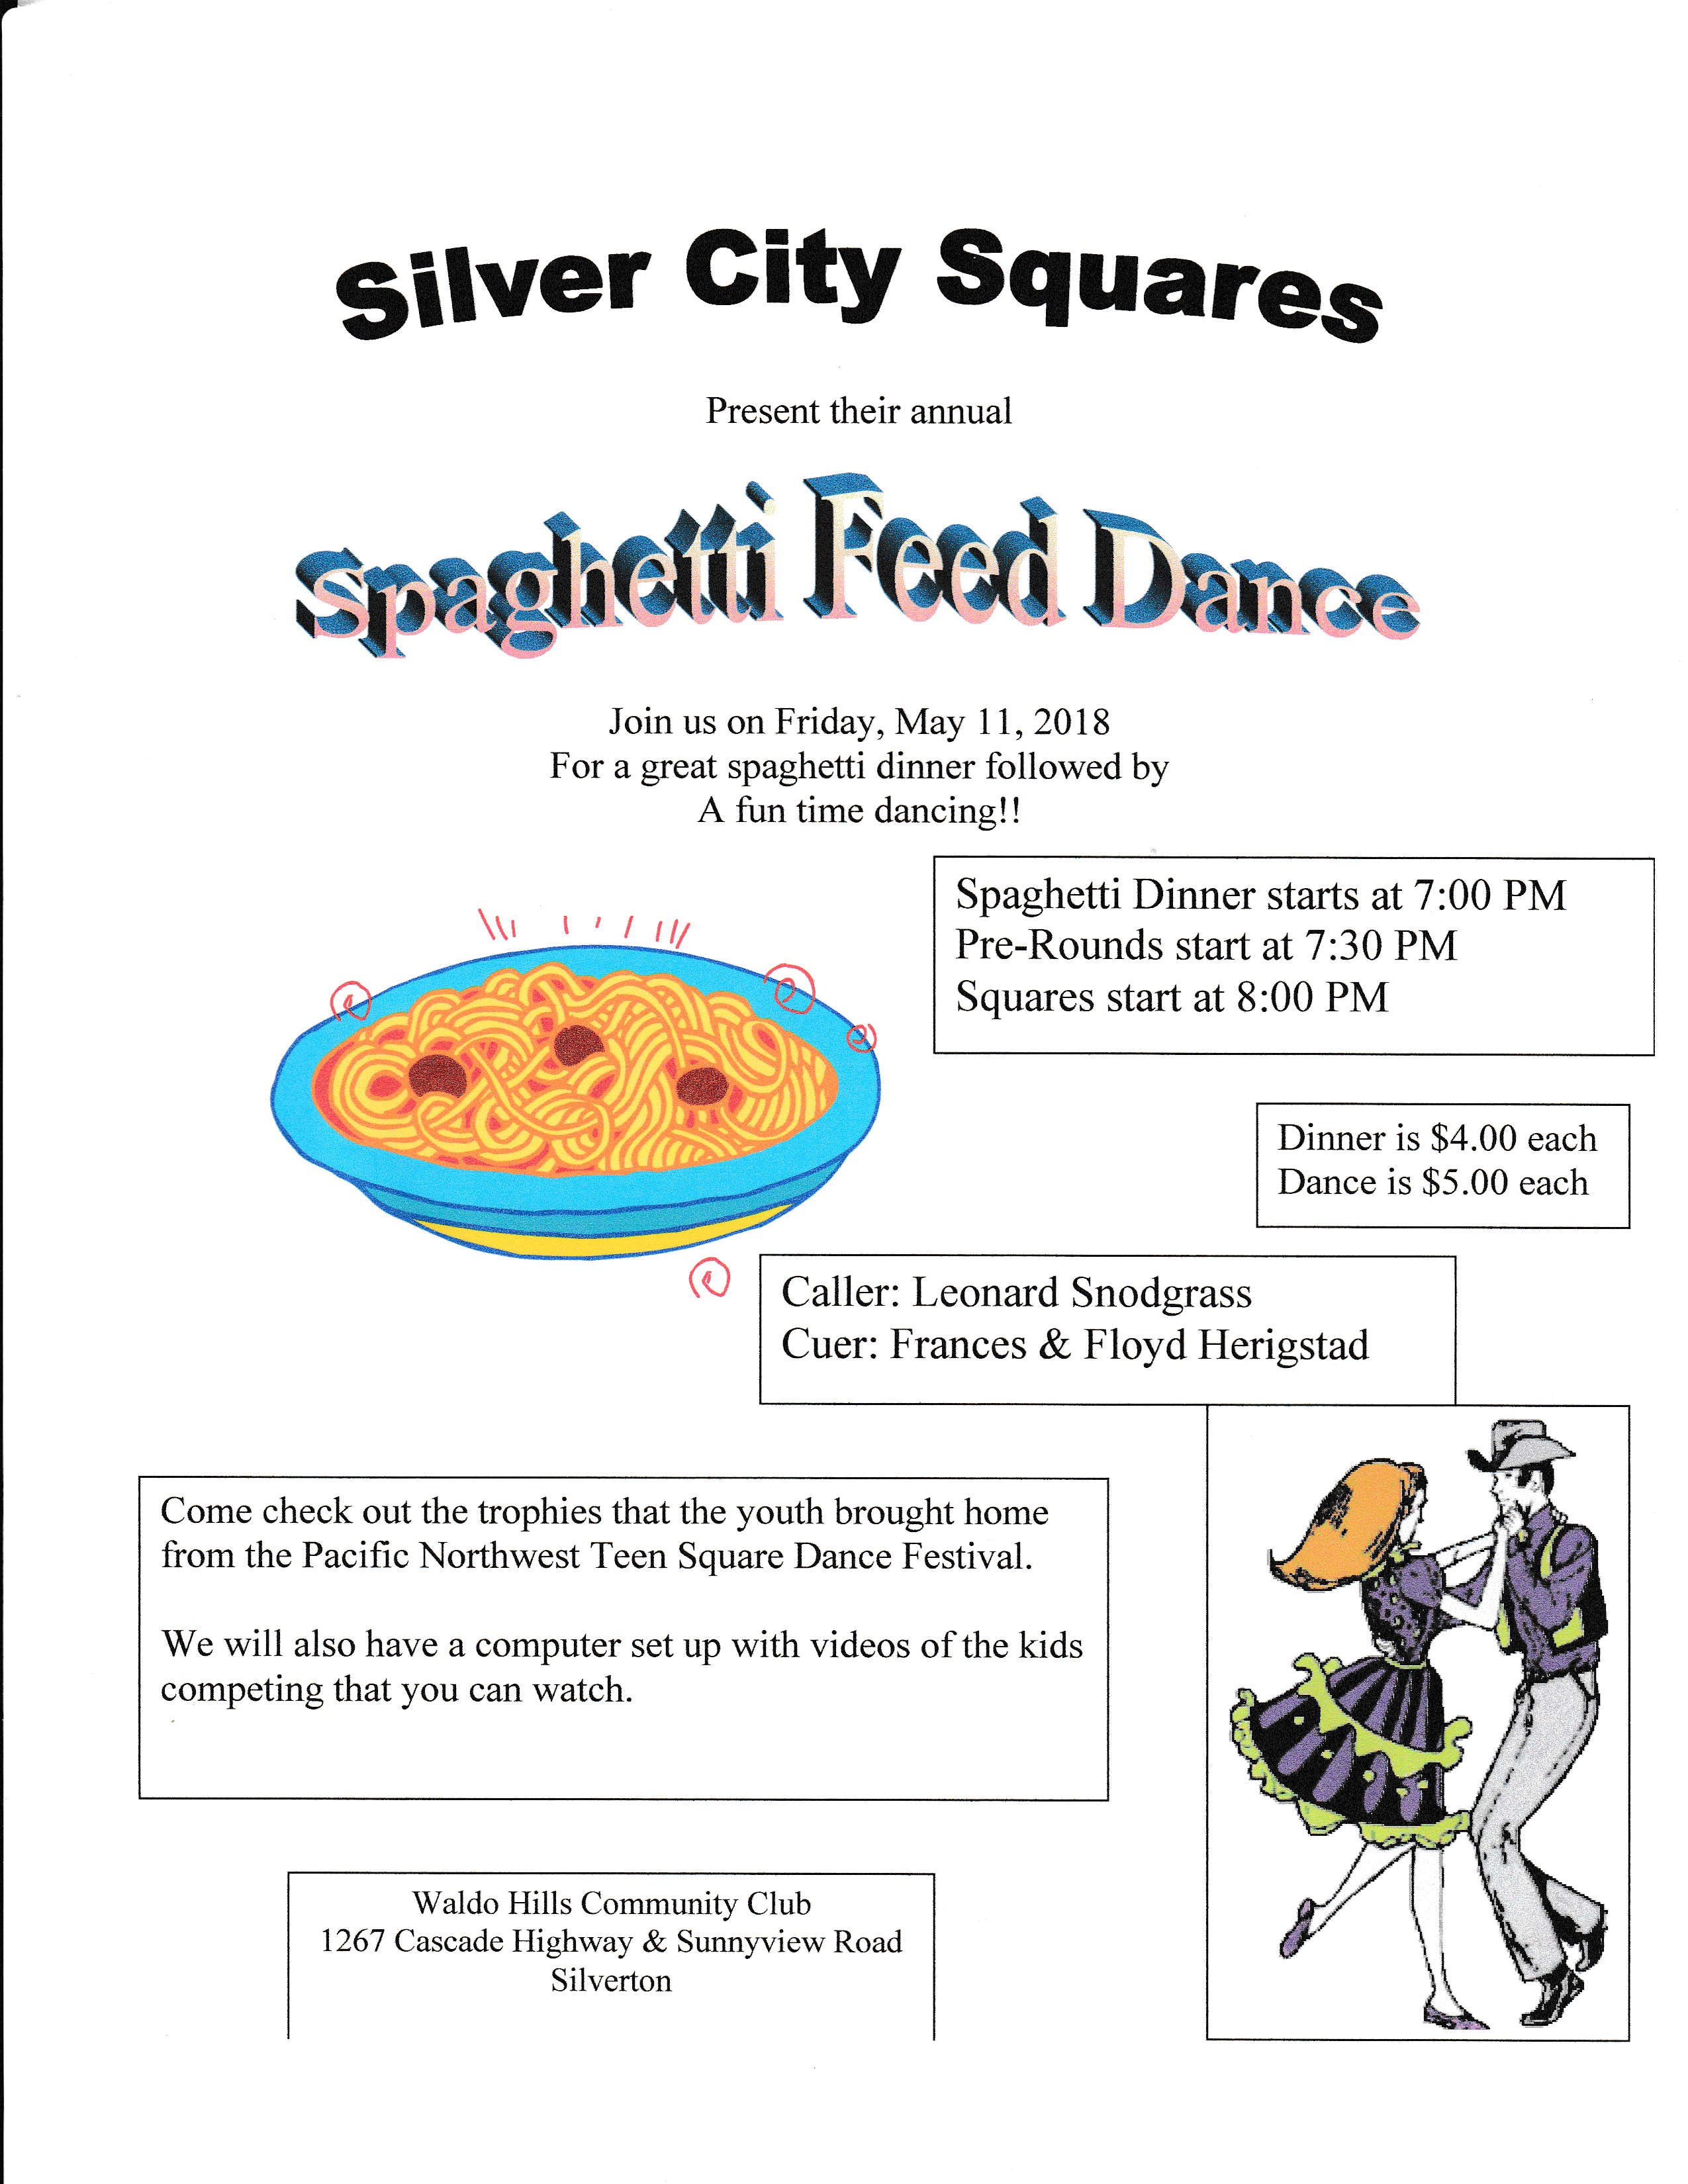 Silver City Squares
Present their annual
Spaghetti Feed Dance
Join us on Friday, May 11, 2018
For a great spaghetti dinner followed by
A fun time dancing!!
Spaghetti Dinner starts at 7:00 PM
Pre-Rounds start at 7:30 PM
Squares start at 8:00 PM
Dinner is $4.00 each
Dance is $5.00 each
Caller: Leonard Snodgrass
Cuer: Frances & Floyd Herigstad
Come check out the trophies that the youth brought home
from the Pacific Northwest Teen Square Dance Festival.
We will also have a computer set up with videos of the kids
competing that you can watch.
Waldo Hills Community Club
1267 Cascade Highway & Sunnyview Road
Silverton